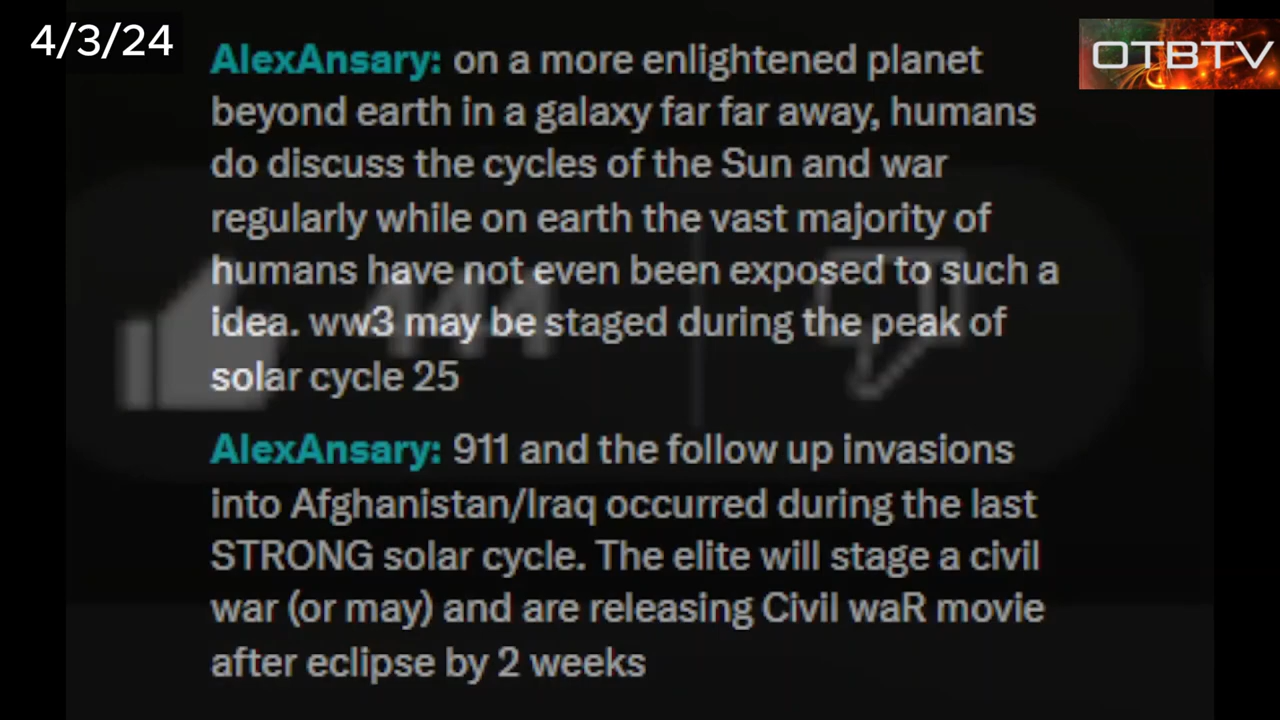 4/3/24
OTBTV
AlexAnsary: on a more enlightened planet
beyond earth in a galaxy far far away, humans
do discuss the cycles of the Sun and war
regularly while on earth the vast majority of
humans have not even been exposed to such a
idea. ww3 may be staged during the peak of
solar cycle 25
444
AlexAnsary: 911 and the follow up invasions
into Afghanistan/Iraq occurred during the last
STRONG solar cycle. The elite will stage a civil
war (or may) and are releasing Civil waR movie
after eclipse by 2 weeks